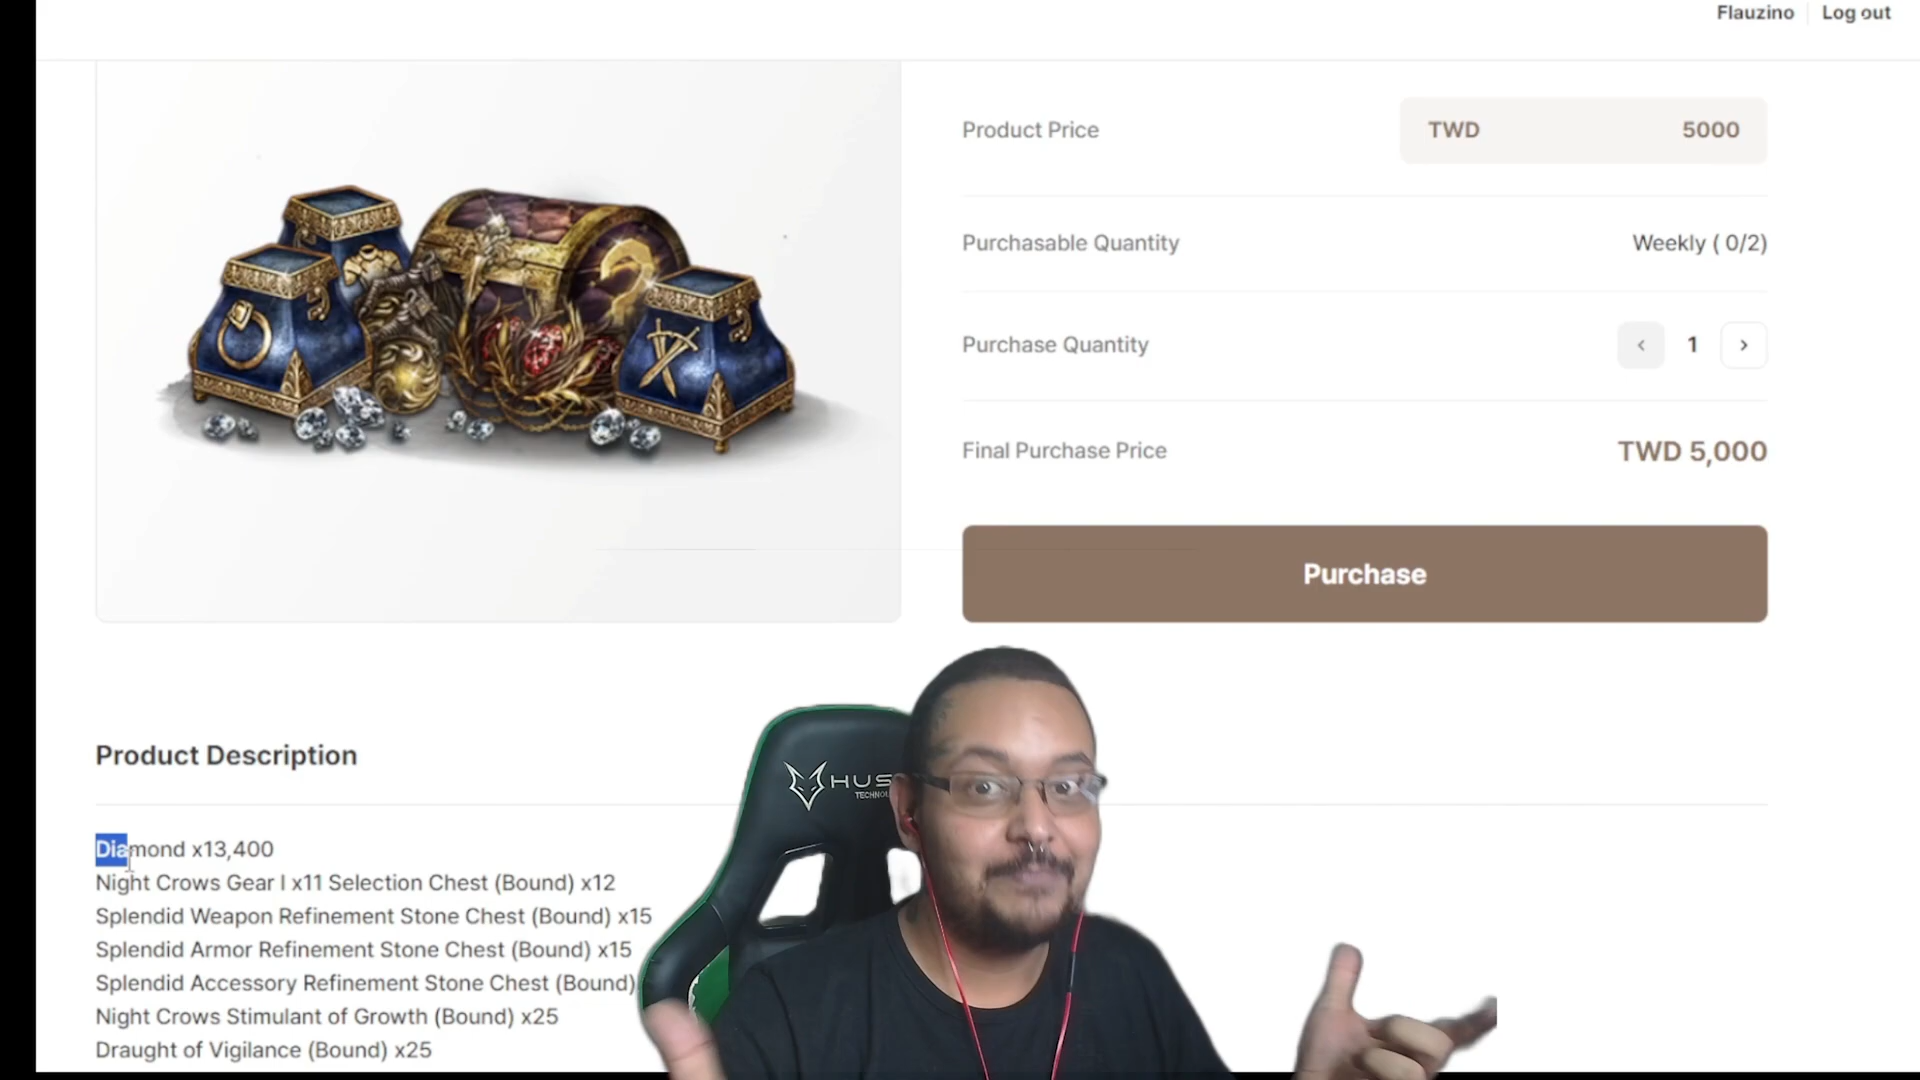 Flauzino
Log out
Product Price
TWD 5000
Purchasable Quantity
Weekly ( 0/2)
Purchase Quantity
1
Final Purchase Price
TWD 5,000
Purchase
Product Description
Diamond x13,400
Night Crows Gear I x11 Selection Chest (Bound) x12
Splendid Weapon Refinement Stone Chest (Bound) x15
Splendid Armor Refinement Stone Chest (Bound) x15
Splendid Accessory Refinement Stone Chest (Bound)
Night Crows Stimulant of Growth (Bound) x25
Draught of Vigilance (Bound) x25